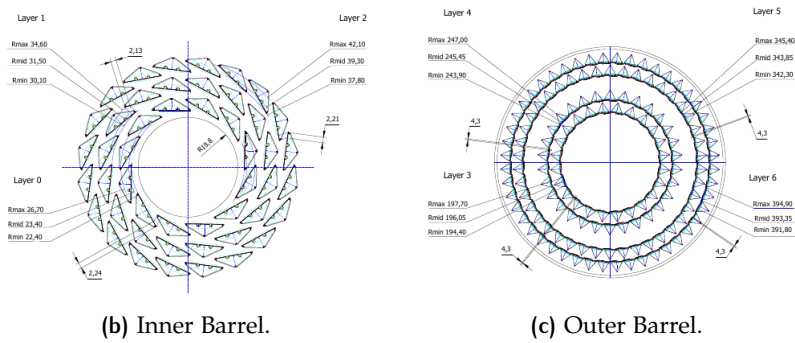 Layer 1
Layer 2
Rmax 34,60
Rmid 31,50
Rmin 30,10
2,13
Rmax 42,10
Rmid 39,30
Rmin 37,80
2,21
R19,8
Layer 0
Rmax 26,70
Rmid 23,40
Rmin 22,40
2,24
(b) Inner Barrel.
Layer 4
Layer 5
Rmax 247,00
Rmid 245,45
Rmin 243,90
Rmax 345,40
Rmid 343,85
Rmin 342,30
4,3
4,3
Layer 3
Layer 6
Rmax 197,70
Rmid 196,05
Rmin 194,40
Rmax 394,90
Rmid 393,35
Rmin 391,80
4,3
4,3
(c) Outer Barrel.